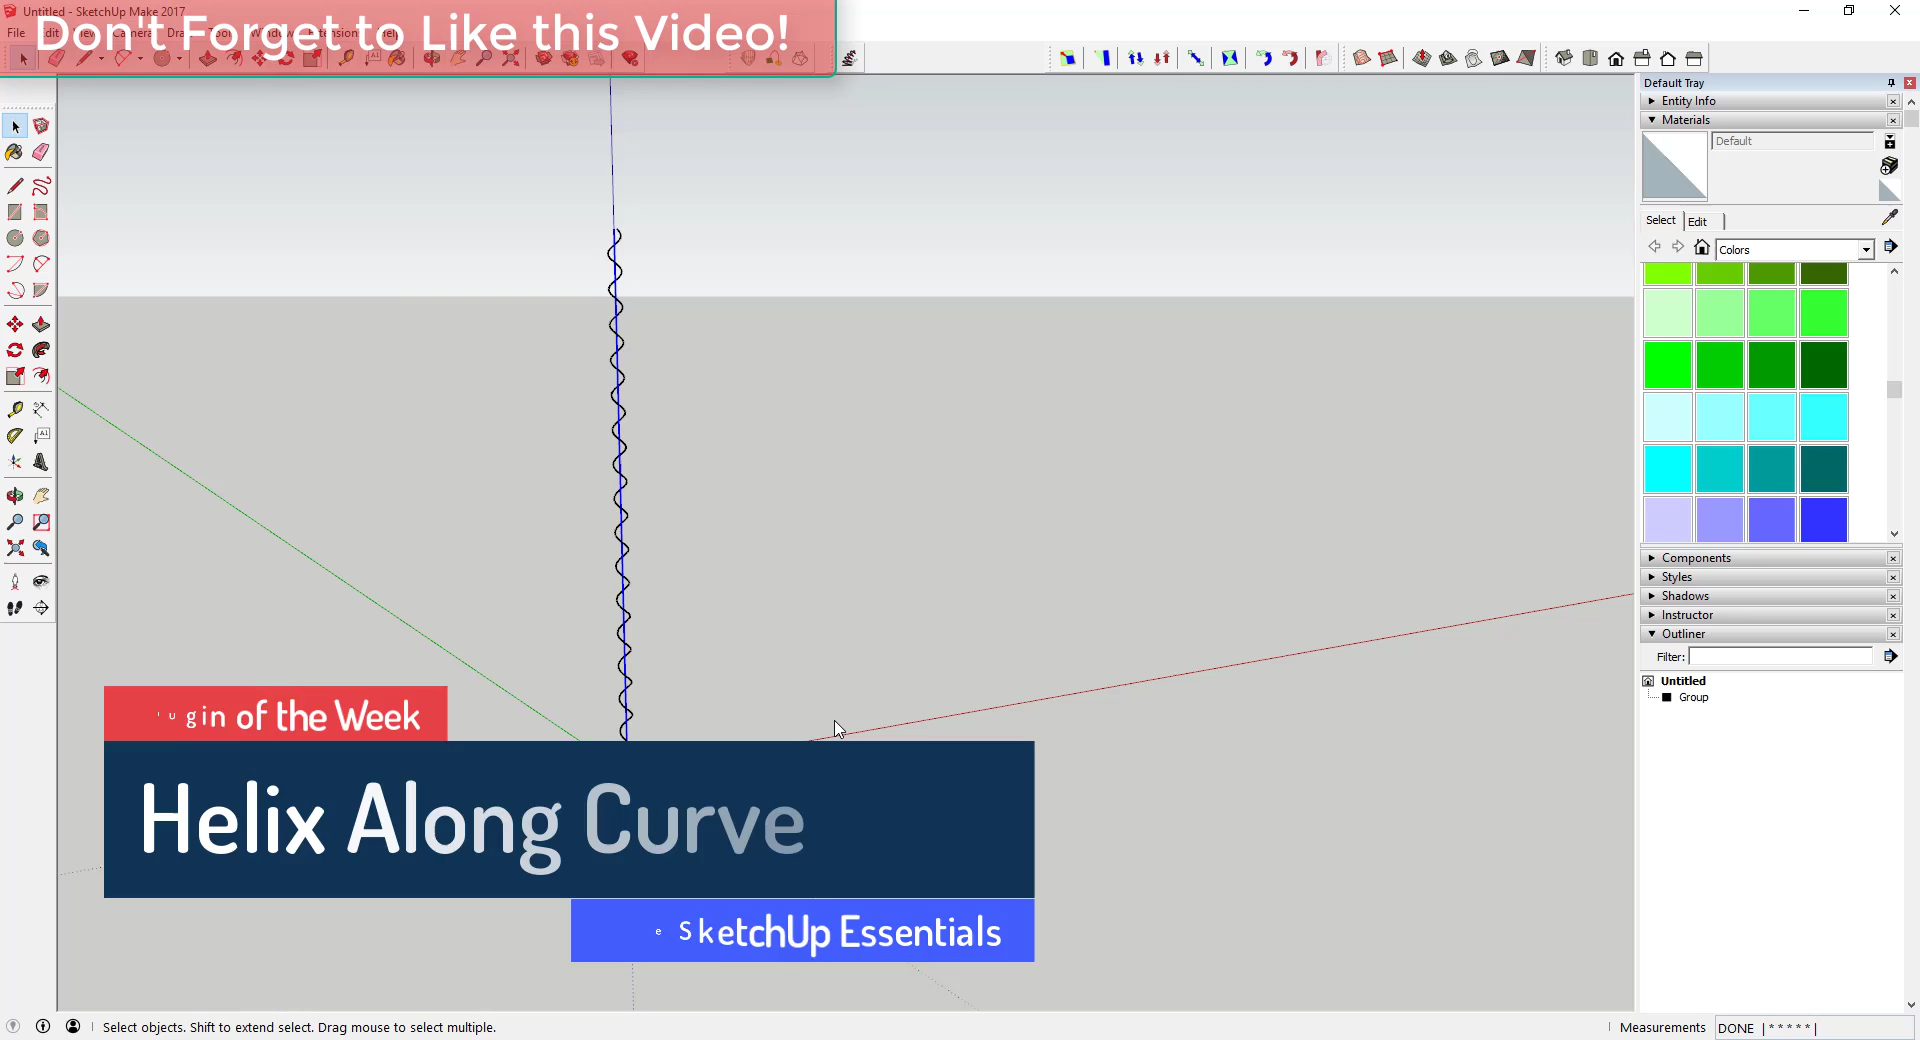 Untitled - SketchUp Make 2017
Don't Forget to Like this Video!
File
Default Tray
Entity Info
Materials
Default
Select Edit
Colors
Components
Styles
Shadows
Instructor
Outliner
Filter:
Untitled
Group
ugin of the Week
Helix Along Curve
e SketchUp Essentials
Select objects. Shift to extend select. Drag mouse to select multiple.
Measurements DONE |*****|